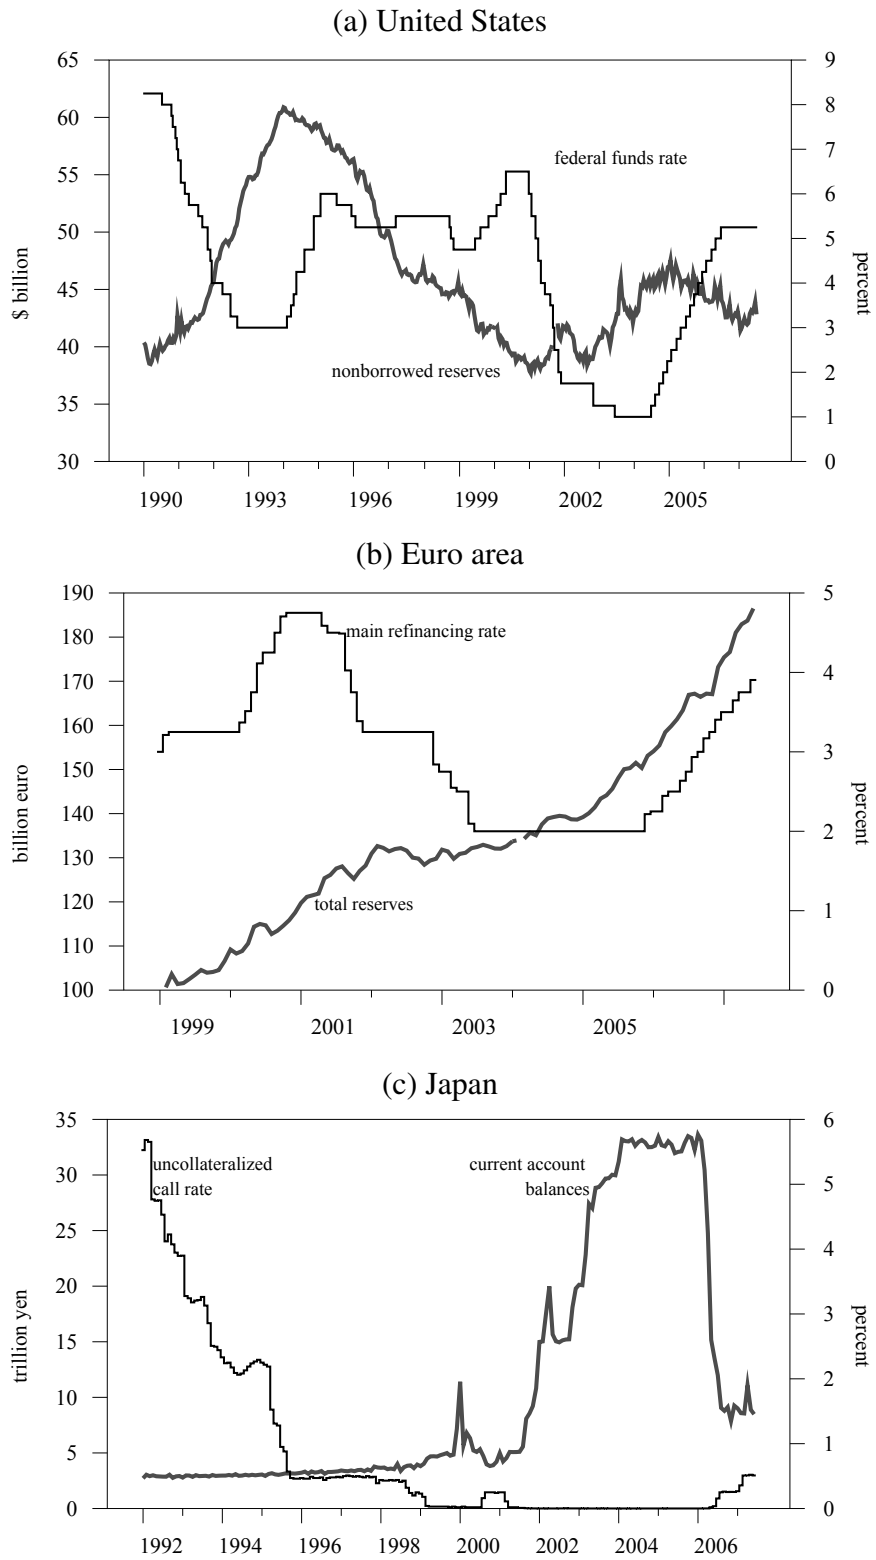 (a) United States
65
60
55
50
45
40
35
30
$ billion
9
8
7
6
5
4
3
2
1
0
percent
federal funds rate
nonborrowed reserves
1990 1993 1996 1999 2002 2005
(b) Euro area
190
180
170
160
150
140
130
120
110
100
billion euro
5
4
3
2
1
0
percent
main refinancing rate
total reserves
1999 2001 2003 2005
(c) Japan
35
30
25
20
15
10
5
0
trillion yen
6
5
4
3
2
1
0
percent
uncollateralized
call rate
current account
balances
1992 1994 1996 1998 2000 2002 2004 2006